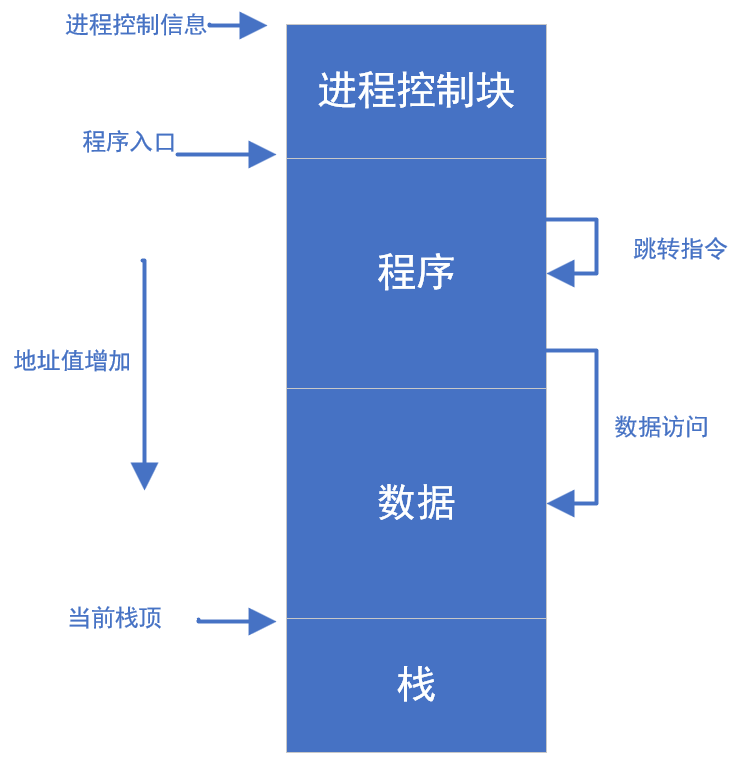 进程控制信息
进程控制块
程序入口
跳转指令
程序
地址值增加
数据访问
数据
当前栈顶
栈